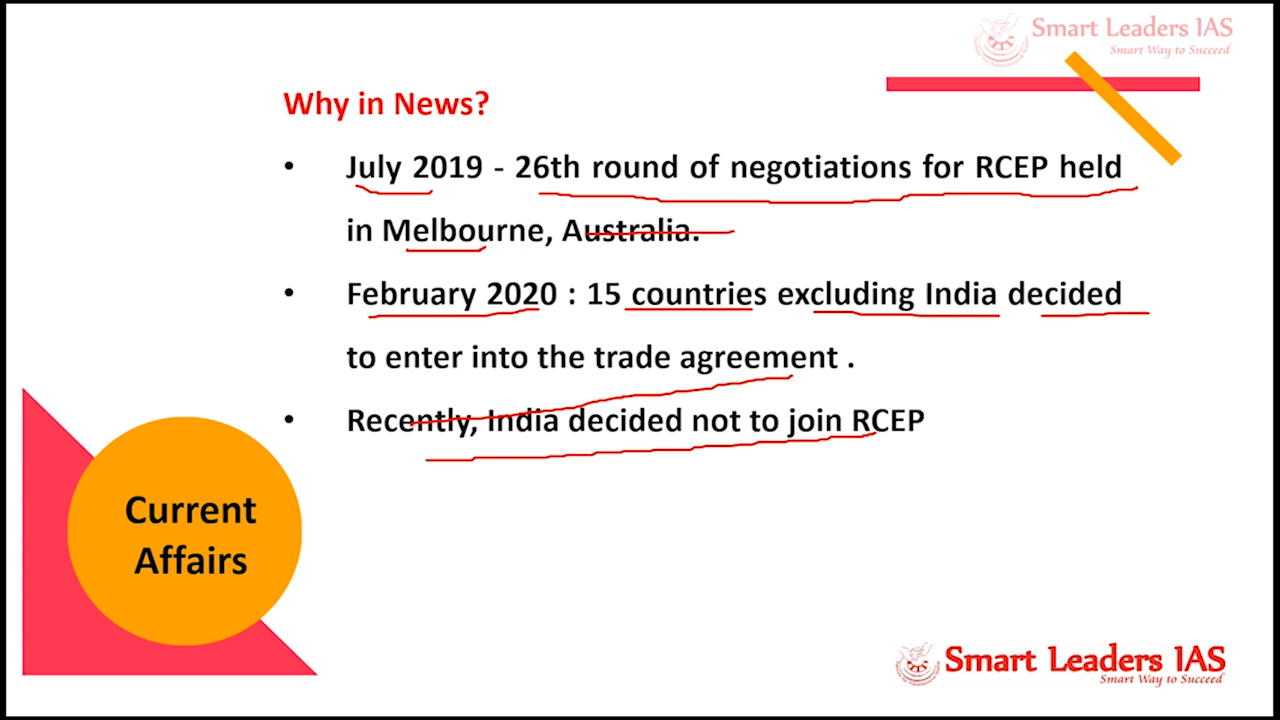 Smart Leaders IAS
Smart Way to Succeed
Why in News?
• July 2019 - 26th round of negotiations for RCEP held
in Melbourne, Australia.
• February 2020 : 15 countries excluding India decided
to enter into the trade agreement .
• Recently, India decided not to join RCEP
Current
Affairs
Smart Leaders IAS
Smart Way to Succeed